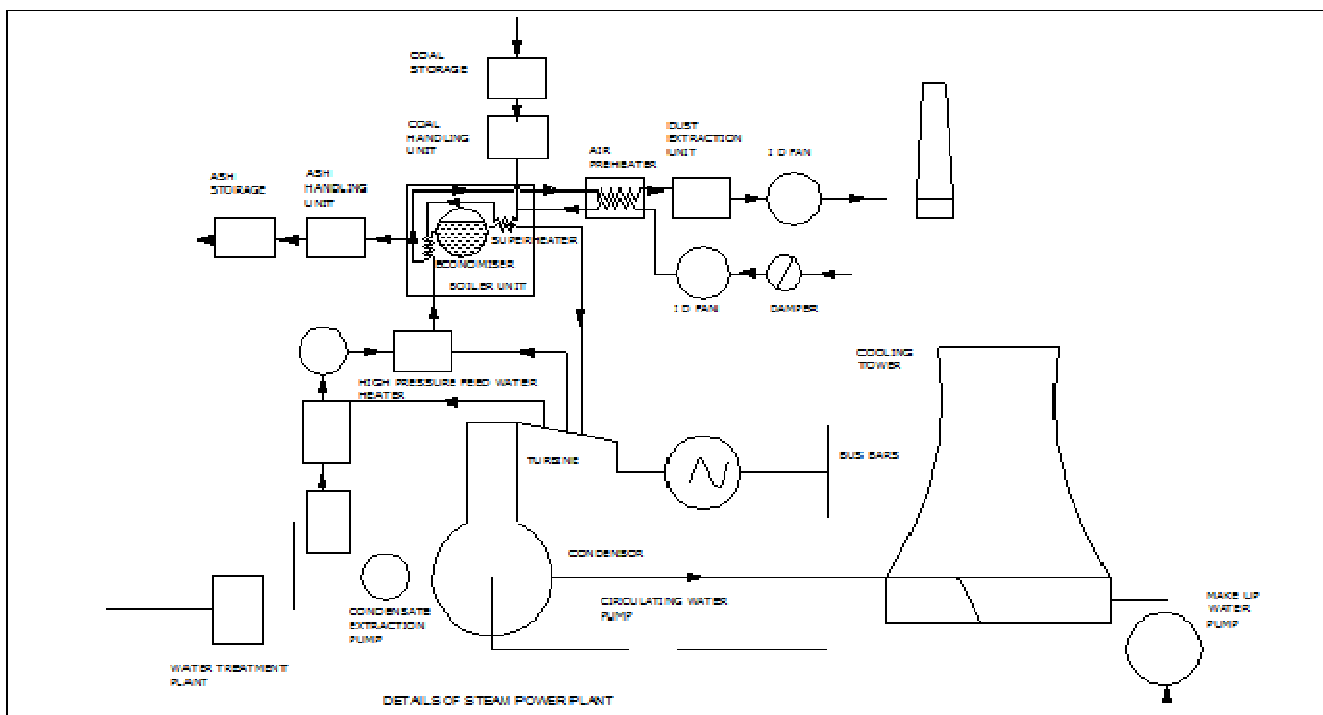 COAL
STORAGE
COAL
HANDLING
UNIT
AIR
PREHEATER
DUST
EXTRACTION
UNIT
I D FAN
ASH
STORAGE
ASH
HANDLING
UNIT
SUPERHEATER
ECONOMISER
BOILER UNIT
I D FAN
DAMPER
COOLING
TOWER
HIGH PRESSURE FEED WATER
HEATER
TURBINE
BUS BARS
CONDENSOR
CIRCULATING WATER
PUMP
MAKE UP
WATER
PUMP
CONDENSATE
EXTRACTION
PUMP
WATER TREATMENT
PLANT
DETAILS OF STEAM POWER PLANT